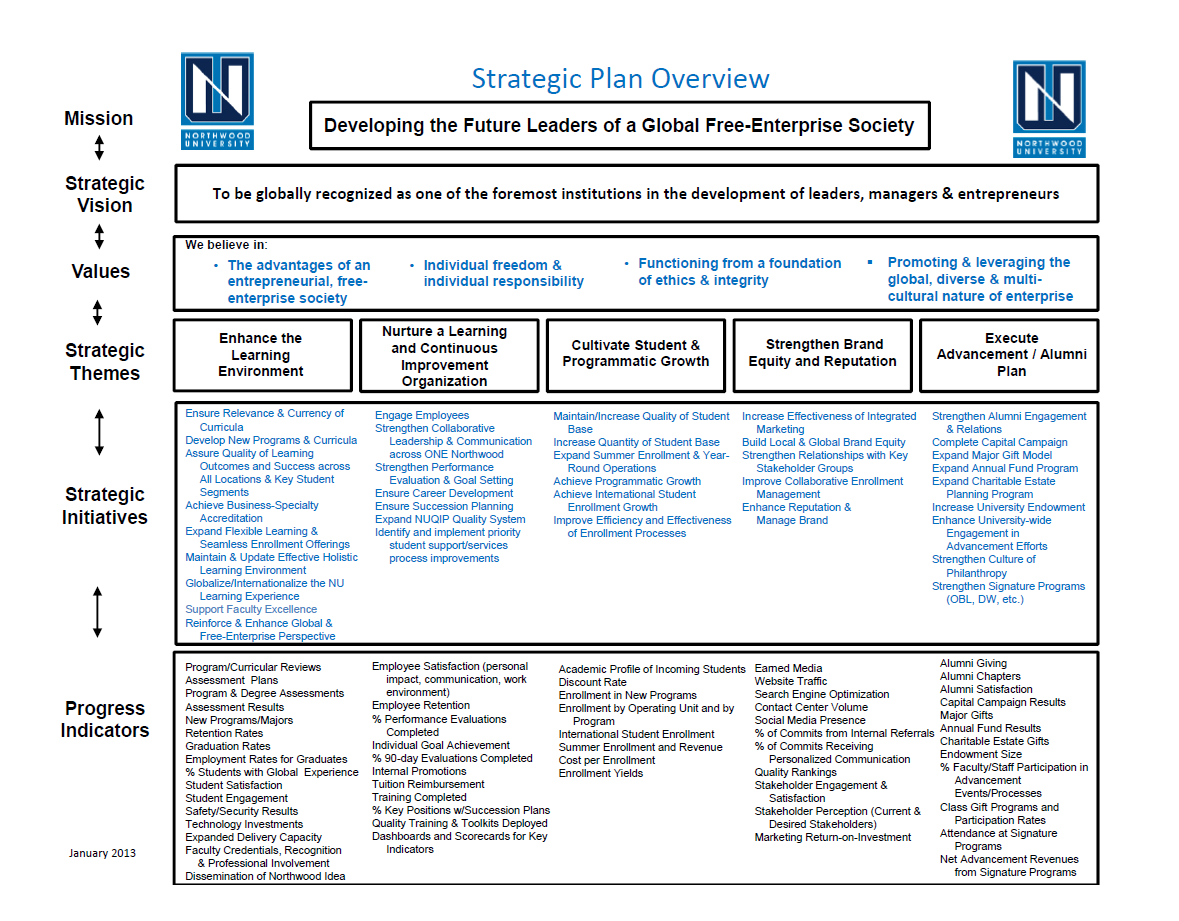 Strategic Plan Overview
NORTHWOOD
UNIVERSITY
NORTHWOOD
UNIVERSITY
Mission
Developing the Future Leaders of a Global Free-Enterprise Society
Strategic
Vision
To be globally recognized as one of the foremost institutions in the development of leaders, managers & entrepreneurs
Values
We believe in:
• The advantages of an
entrepreneurial, free-
enterprise society
• Individual freedom &
individual responsibility
• Functioning from a foundation
of ethics & integrity
▪ Promoting & leveraging the
global, diverse & multi-
cultural nature of enterprise
Strategic
Themes
Enhance the
Learning
Environment
Nurture a Learning
and Continuous
Improvement
Organization
Cultivate Student &
Programmatic Growth
Strengthen Brand
Equity and Reputation
Execute
Advancement / Alumni
Plan
Strategic
Initiatives
Ensure Relevance & Currency of
Curricula
Develop New Programs & Curricula
Assure Quality of Learning
Outcomes and Success across
All Locations & Key Student
Segments
Achieve Business-Specialty
Accreditation
Expand Flexible Learning &
Seamless Enrollment Offerings
Maintain & Update Effective Holistic
Learning Environment
Globalize/Internationalize the NU
Learning Experience
Support Faculty Excellence
Reinforce & Enhance Global &
Free-Enterprise Perspective
Engage Employees
Strengthen Collaborative
Leadership & Communication
across ONE Northwood
Strengthen Performance
Evaluation & Goal Setting
Ensure Career Development
Ensure Succession Planning
Expand NUQIP Quality System
Identify and implement priority
student support/services
process improvements
Maintain/Increase Quality of Student
Base
Increase Quantity of Student Base
Expand Summer Enrollment & Year-
Round Operations
Achieve Programmatic Growth
Achieve International Student
Enrollment Growth
Improve Efficiency and Effectiveness
of Enrollment Processes
Increase Effectiveness of Integrated
Marketing
Build Local & Global Brand Equity
Strengthen Relationships with Key
Stakeholder Groups
Improve Collaborative Enrollment
Management
Enhance Reputation &
Manage Brand
Strengthen Alumni Engagement
& Relations
Complete Capital Campaign
Expand Major Gift Model
Expand Annual Fund Program
Expand Charitable Estate
Planning Program
Increase University Endowment
Enhance University-wide
Engagement in
Advancement Efforts
Strengthen Culture of
Philanthropy
Strengthen Signature Programs
(OBL, DW, etc.)
Progress
Indicators
Program/Curricular Reviews
Assessment Plans
Program & Degree Assessments
Assessment Results
New Programs/Majors
Retention Rates
Graduation Rates
Employment Rates for Graduates
% Students with Global Experience
Student Satisfaction
Student Engagement
Safety/Security Results
Technology Investments
Expanded Delivery Capacity
Faculty Credentials, Recognition
& Professional Involvement
Dissemination of Northwood Idea
Employee Satisfaction (personal
impact, communication, work
environment)
Employee Retention
% Performance Evaluations
Completed
Individual Goal Achievement
% 90-day Evaluations Completed
Internal Promotions
Tuition Reimbursement
Training Completed
% Key Positions w/Succession Plans
Quality Training & Toolkits Deployed
Dashboards and Scorecards for Key
Indicators
Academic Profile of Incoming Students
Discount Rate
Enrollment in New Programs
Enrollment by Operating Unit and by
Program
International Student Enrollment
Summer Enrollment and Revenue
Cost per Enrollment
Enrollment Yields
Earned Media
Website Traffic
Search Engine Optimization
Contact Center Volume
Social Media Presence
% of Commits from Internal Referrals
% of Commits Receiving
Personalized Communication
Quality Rankings
Stakeholder Engagement &
Satisfaction
Stakeholder Perception (Current &
Desired Stakeholders)
Marketing Return-on-Investment
Alumni Giving
Alumni Chapters
Alumni Satisfaction
Capital Campaign Results
Major Gifts
Annual Fund Results
Charitable Estate Gifts
Endowment Size
% Faculty/Staff Participation in
Advancement
Events/Processes
Class Gift Programs and
Participation Rates
Attendance at Signature
Programs
Net Advancement Revenues
from Signature Programs
January 2013